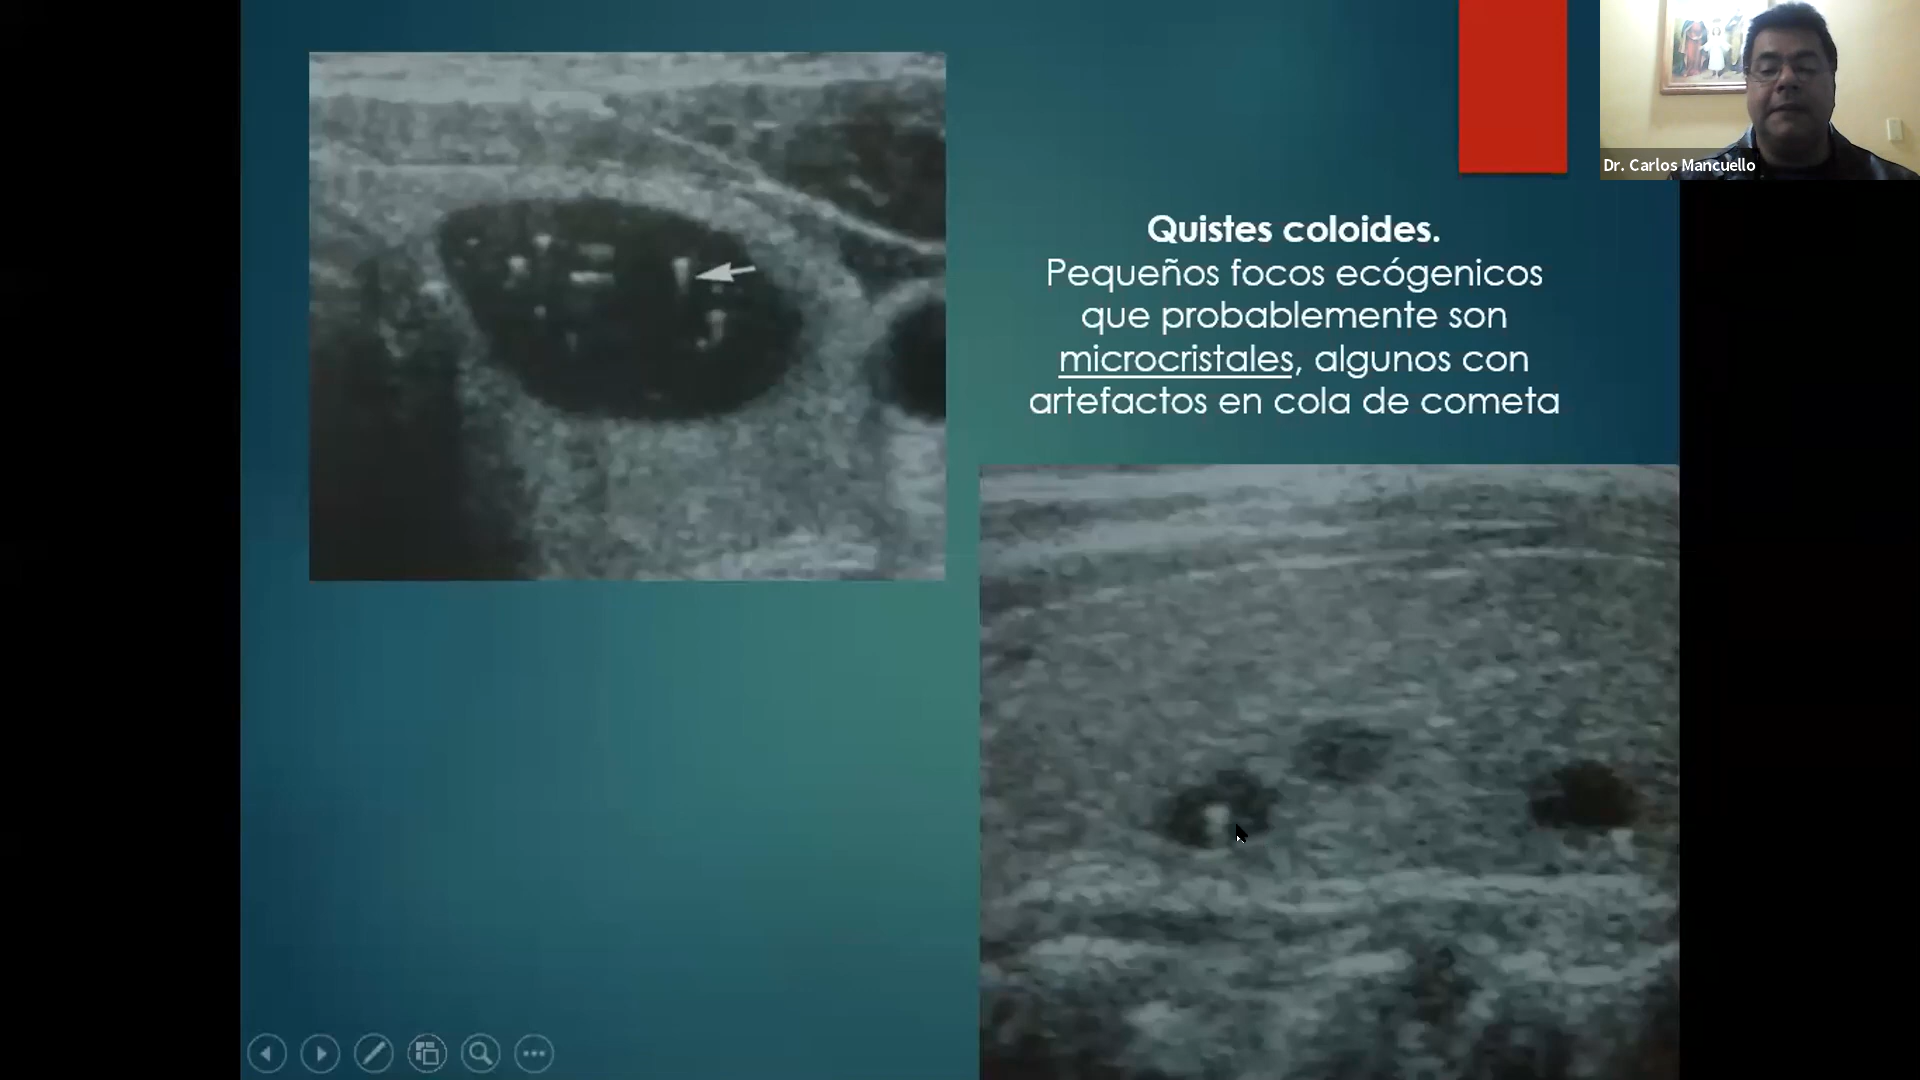 Dr. Carlos Mancuello
Quistes coloides.
Pequeños focos ecógenicos
que probablemente son
microcristales, algunos con
artefactos en cola de cometa